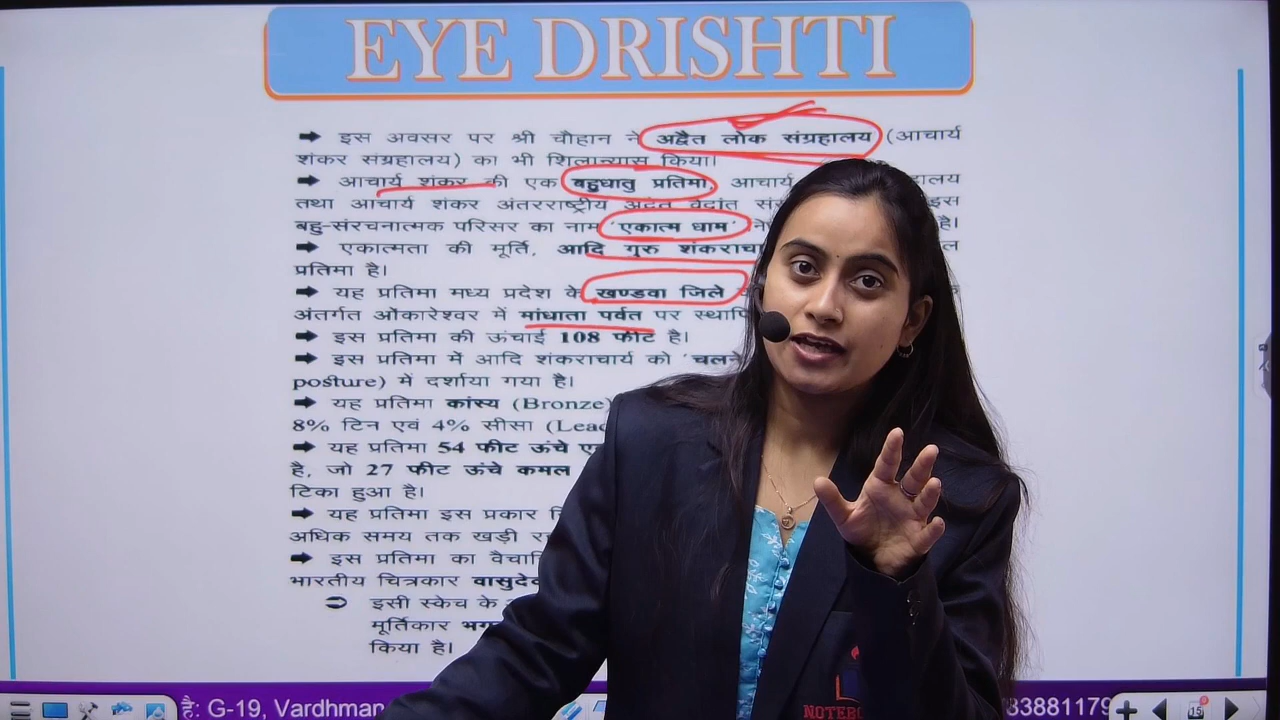 EYE DRISHTI
➡ इस अवसर पर श्री चौहान ने अद्वैत लोक संग्रहालय (आचार्य
शंकर संग्रहालय) का भी शिलान्यास किया।
➡ आचार्य शंकर की एक बहुधातु प्रतिमा, आचार्य
तथा आचार्य शंकर अंतरराष्ट्रीय अद्वैत वेदांत इस
बहु-संरचनात्मक परिसर का नाम 'एकात्म धाम' है।
➡ एकात्मता की मूर्ति, आदि गुरु
प्रतिमा है।
➡ यह प्रतिमा मध्य प्रदेश के खण्डवा जिले
अंतर्गत ओंकारेश्वर में मांधाता पर्वत पर
➡ इस प्रतिमा की ऊंचाई 108 फीट है।
➡ इस प्रतिमा में आदि शंकराचार्य को
posture) में दर्शाया गया है।
➡ यह प्रतिमा कांस्य (Bronze)
8% टिन एवं 4% सीसा
➡ यह प्रतिमा 54 फीट ऊंचे
है, जो 27 फीट ऊंचे कमल
टिका हुआ है।
➡ यह प्रतिमा इस प्रकार
अधिक समय तक खड़ी
➡ इस प्रतिमा का
भारतीय चित्रकार
➲ इसी स्केच के
मूर्तिकार
किया है।
है: G-19, Vardhman
15